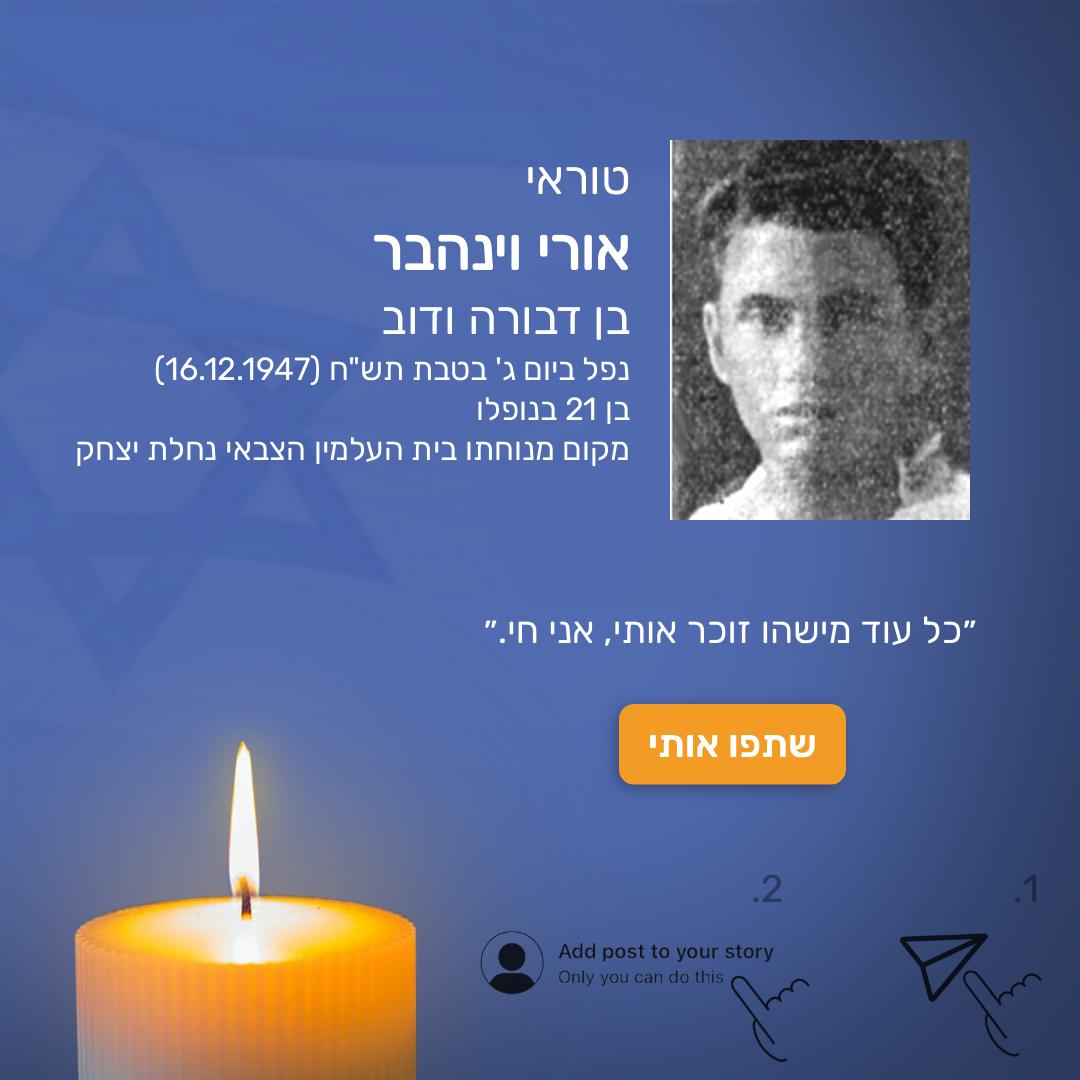 טוראי
אורי וינהבר
בן דבורה ודוב
נפל ביום ג' בטבת תש"ח (16.12.1947)
בן 21 בנופלו
מקום מנוחתו בית העלמין הצבאי נחלת יצחק
״כל עוד מישהו זוכר אותי, אני חי.״
שתפו אותי
1.
2.
Add post to your story
Only you can do this